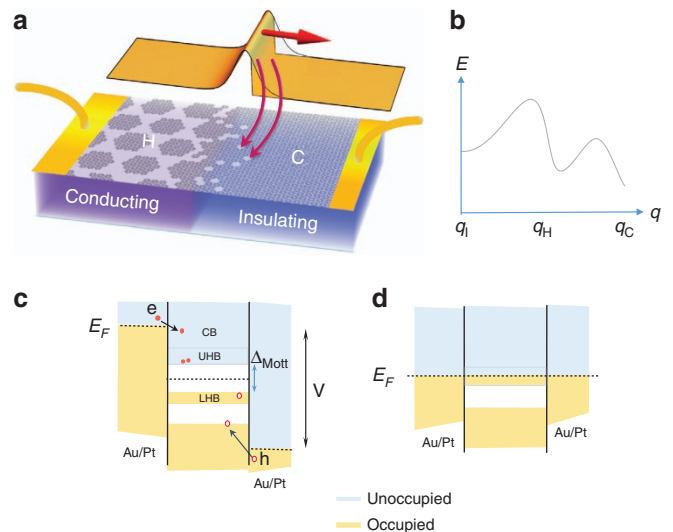 a
H
C
Conducting
Insulating
b
E
q
qI
qH
qC
c
e
EF
CB
UHB
ΔMott
LHB
V
h
Au/Pt
Au/Pt
d
EF
Au/Pt
Au/Pt
Unoccupied
Occupied